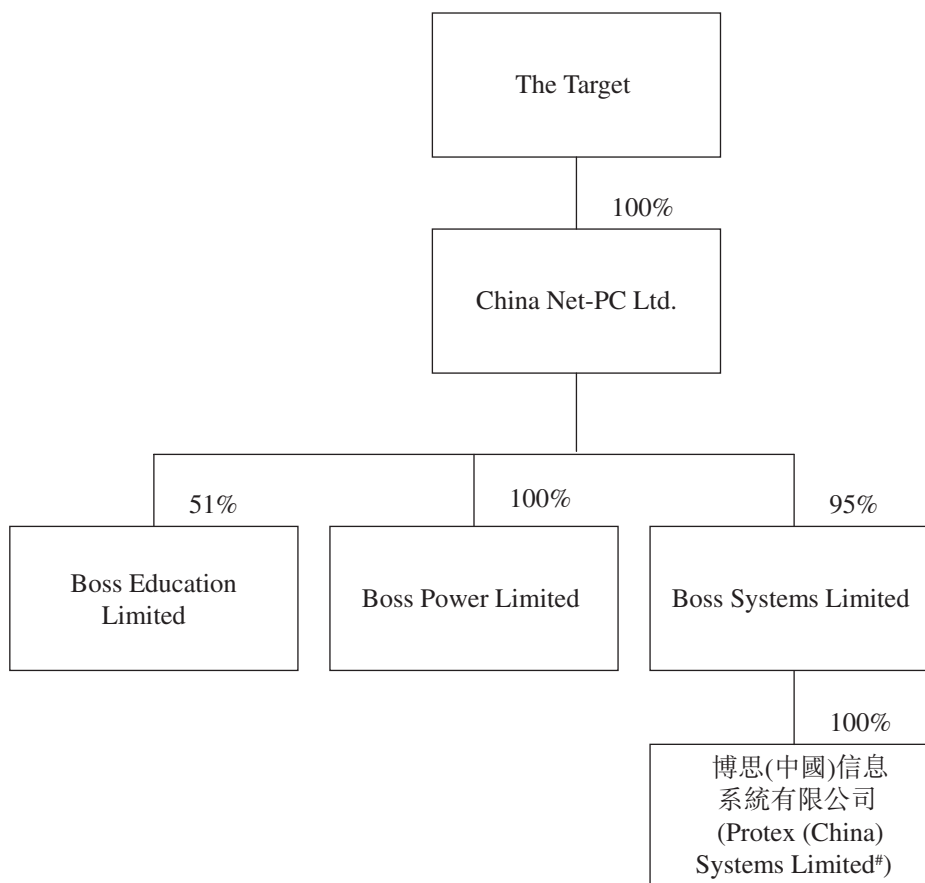 The Target
100%
China Net-PC Ltd.
51%
100%
95%
Boss Education
Limited
Boss Power Limited
Boss Systems Limited
100%
博思(中國)信息
系統有限公司
(Protex (China)
Systems Limited#)